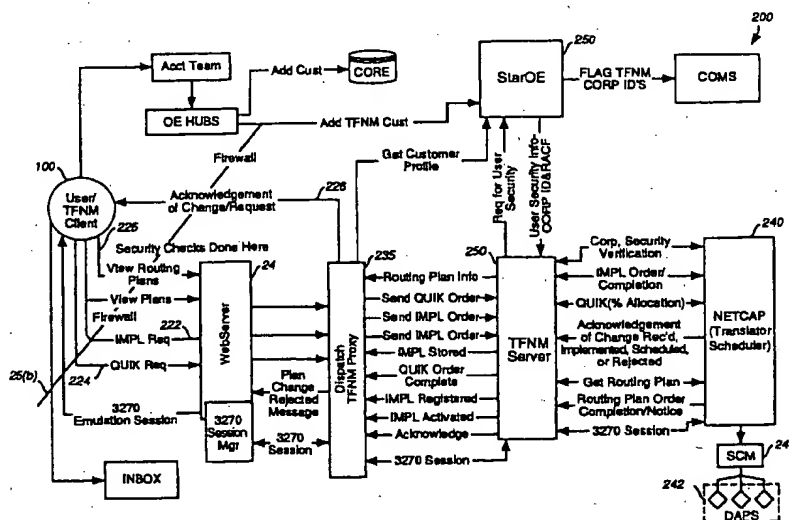 200
Acct Team
Add Cust
CORE
OE HUBS
Add TFNM Cust
250
StarOE
FLAG TFNM
CORP ID'S
COMS
Firewall
Get Customer
Profile
Req for User
Security
User Security Info-
CORP ID&RACF
100
User/
TFNM
Client
226
Acknowledgement
of Change/Request
226
Security Checks Done Here
View Routing
Plans
View Plans
Firewall
IMPL Req
222
224
QUIK Req
25(b)
3270
Emulation Session
INBOX
24
WebServer
3270
Session
Mgr
Plan
Change
Rejected
Message
3270
Session
235
Dispatch
TFNM Proxy
Routing Plan Info
Send QUIK Order
Send IMPL Order
Send IMPL Order
IMPL Stored
QUIK Order
Complete
IMPL Registered
IMPL Activated
Acknowledge
3270 Session
250
TFNM
Server
Corp, Security
Verification
IMPL Order/
Completion
QUIK(% Allocation)
Acknowledgement
of Change Rec'd,
Implemented, Scheduled,
or Rejected
Get Routing Plan
Routing Plan Order
Completion/Notice
3270 Session
240
NETCAP
(Translator
Scheduler)
SCM
24
242
DAPS